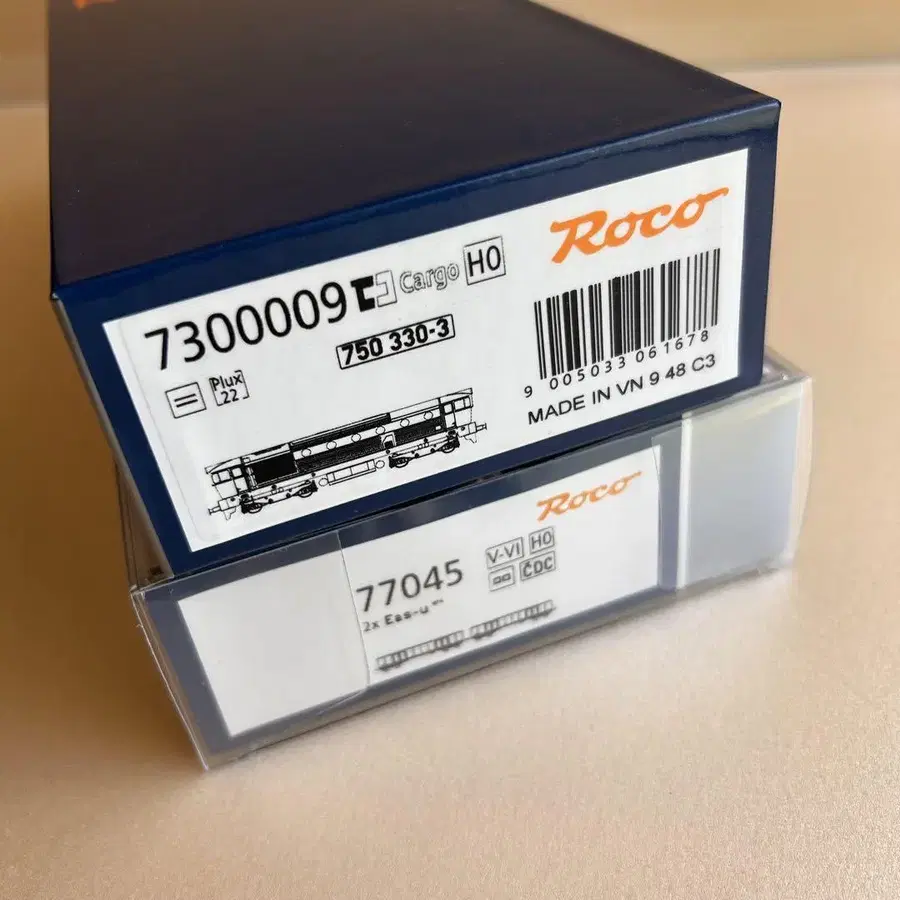 Roco
7300009 Cargo H0
750 330-3
= Plux
22
9 005033 061678
MADE IN VN 9 48 C3
Roco
V-VI H0
77045 ČDC
2x Eas-u